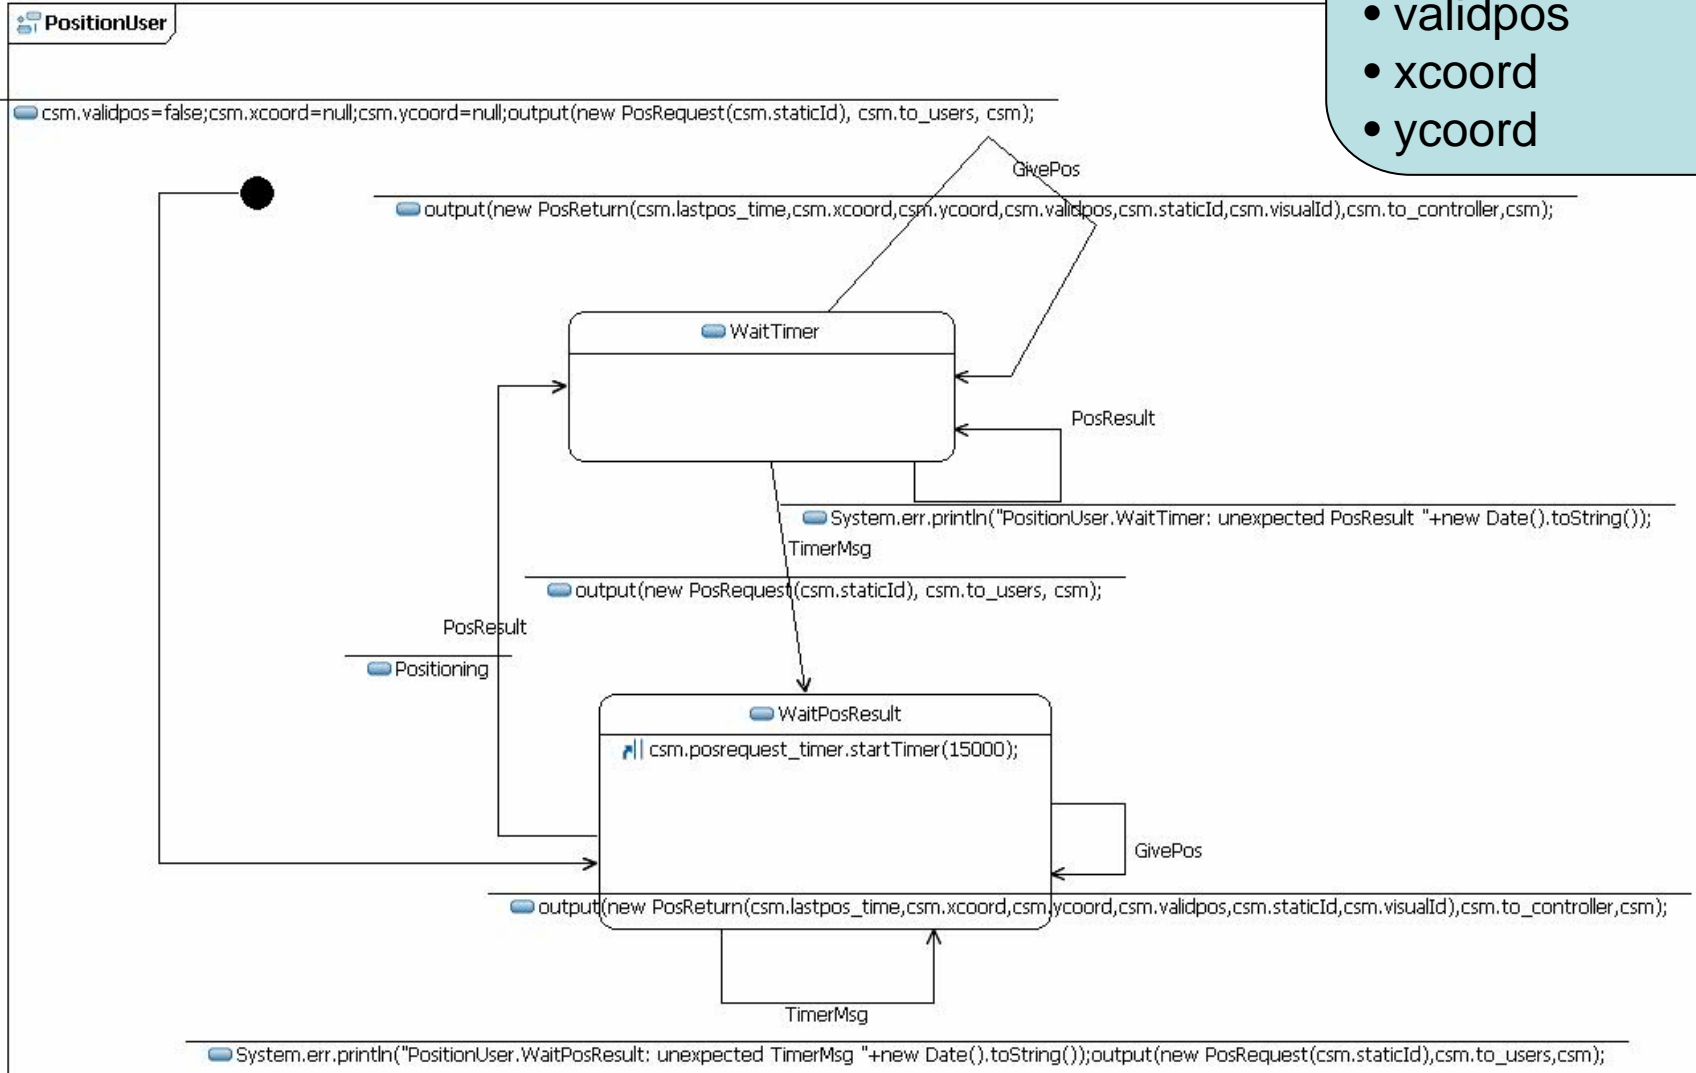 PositionUser
• validpos
• xcoord
• ycoord
csm.validpos=false;csm.xcoord=null;csm.ycoord=null;output(new PosRequest(csm.staticId), csm.to_users, csm);
GivePos
output(new PosReturn(csm.lastpos_time,csm.xcoord,csm.ycoord,csm.validpos,csm.staticId,csm.visualId),csm.to_controller,csm);
WaitTimer
PosResult
System.err.println("PositionUser.WaitTimer: unexpected PosResult "+new Date().toString());
TimerMsg
output(new PosRequest(csm.staticId), csm.to_users, csm);
PosResult
Positioning
WaitPosResult
csm.posrequest_timer.startTimer(15000);
GivePos
output(new PosReturn(csm.lastpos_time,csm.xcoord,csm.ycoord,csm.validpos,csm.staticId,csm.visualId),csm.to_controller,csm);
TimerMsg
System.err.println("PositionUser.WaitPosResult: unexpected TimerMsg "+new Date().toString());output(new PosRequest(csm.staticId),csm.to_users,csm);